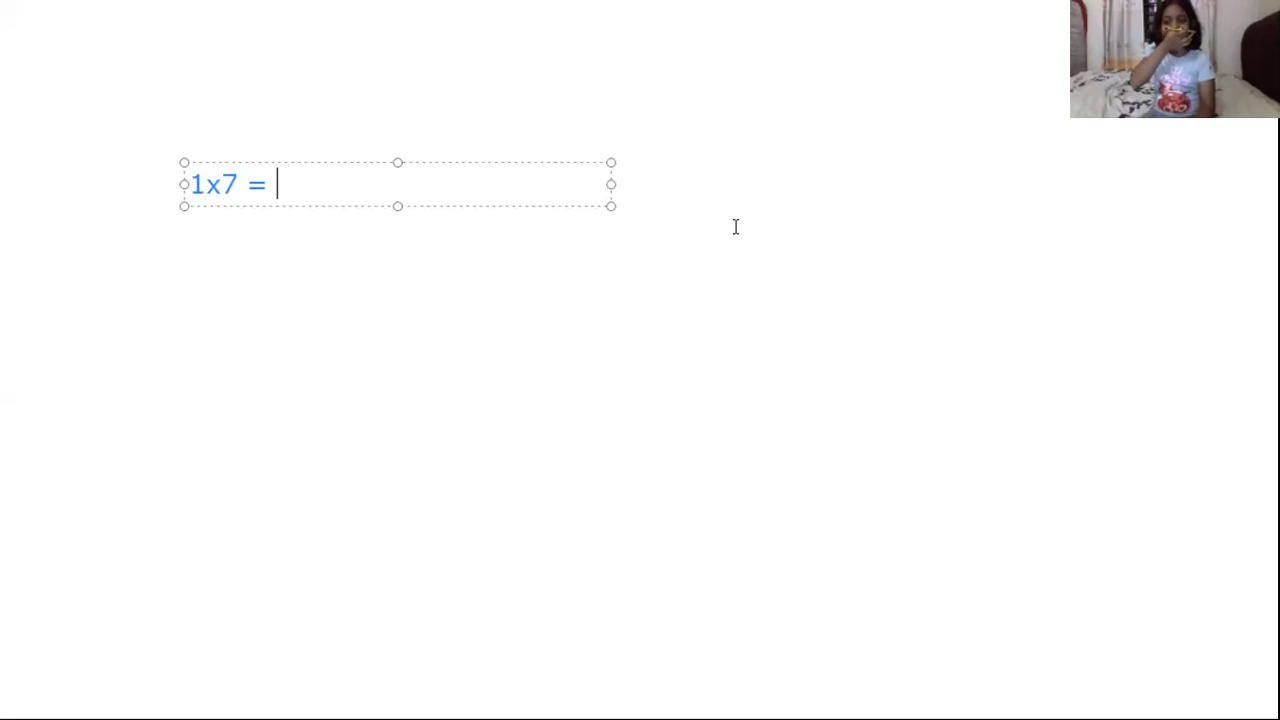 1x7 =